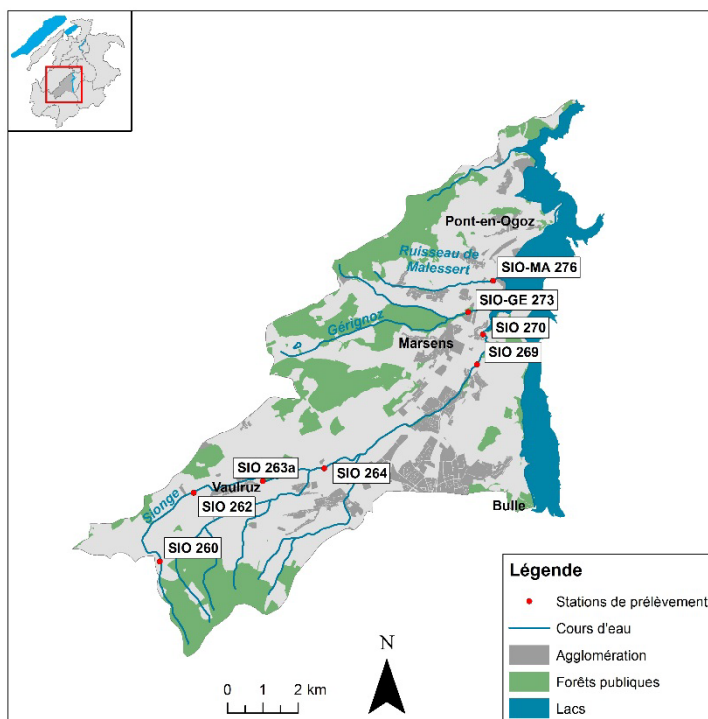 Pont-en-Ogoz
Ruisseau de
Malessert
SIO-MA 276
SIO-GE 273
Gérignoz
SIO 270
Marsens
SIO 269
SIO 263a
SIO 264
Vaulruz
Sionge
SIO 262
Bulle
SIO 260
Légende
Stations de prélèvement
Cours d'eau
Agglomération
Forêts publiques
Lacs
N
0 1 2 km